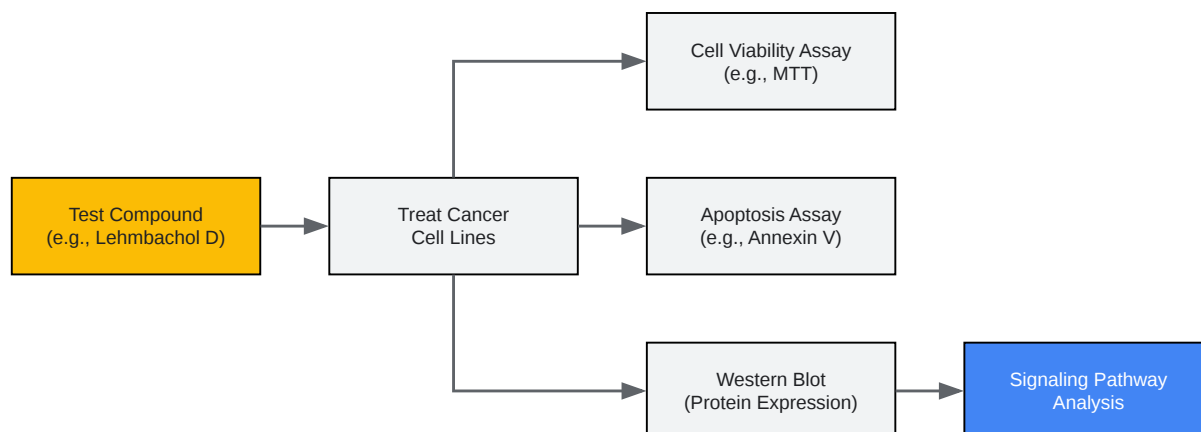 Cell Viability Assay
(e.g., MTT)
Test Compound
(e.g., Lehmbachol D)
Treat Cancer
Cell Lines
Apoptosis Assay
(e.g., Annexin V)
Western Blot
(Protein Expression)
Signaling Pathway
Analysis